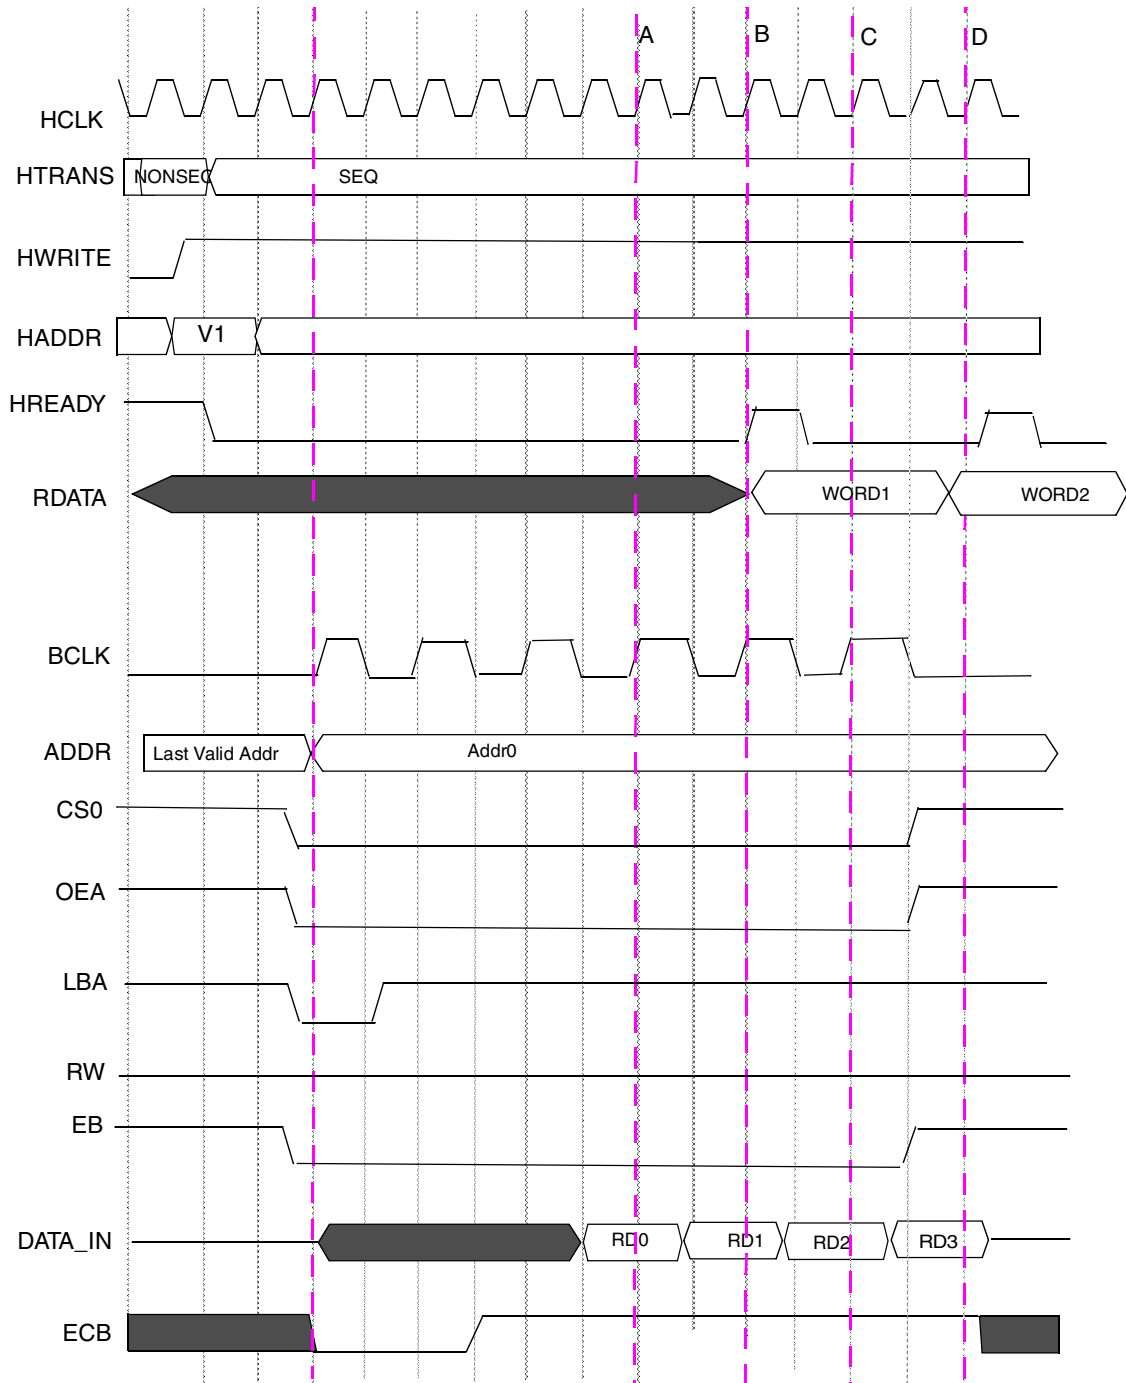 A B C D
HCLK
HTRANS NONSEQ SEQ
HWRITE
HADDR V1
HREADY
RDATA WORD1 WORD2
BCLK
ADDR Last Valid Addr Addr0
CS0
OEA
LBA
RW
EB
DATA_IN RD0 RD1 RD2 RD3
ECB